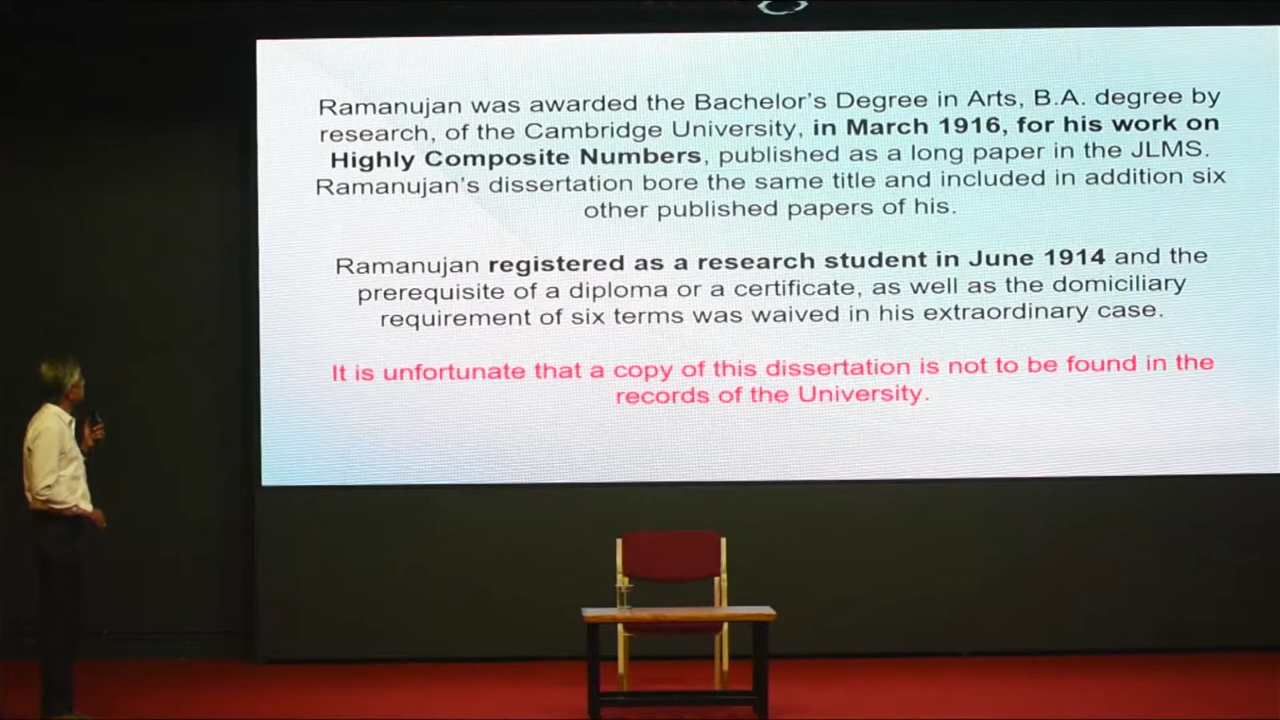 Ramanujan was awarded the Bachelor's Degree in Arts, B.A. degree by
research, of the Cambridge University, in March 1916, for his work on
Highly Composite Numbers, published as a long paper in the JLMS.
Ramanujan's dissertation bore the same title and included in addition six
other published papers of his.
Ramanujan registered as a research student in June 1914 and the
prerequisite of a diploma or a certificate, as well as the domiciliary
requirement of six terms was waived in his extraordinary case.
It is unfortunate that a copy of this dissertation is not to be found in the
records of the University.